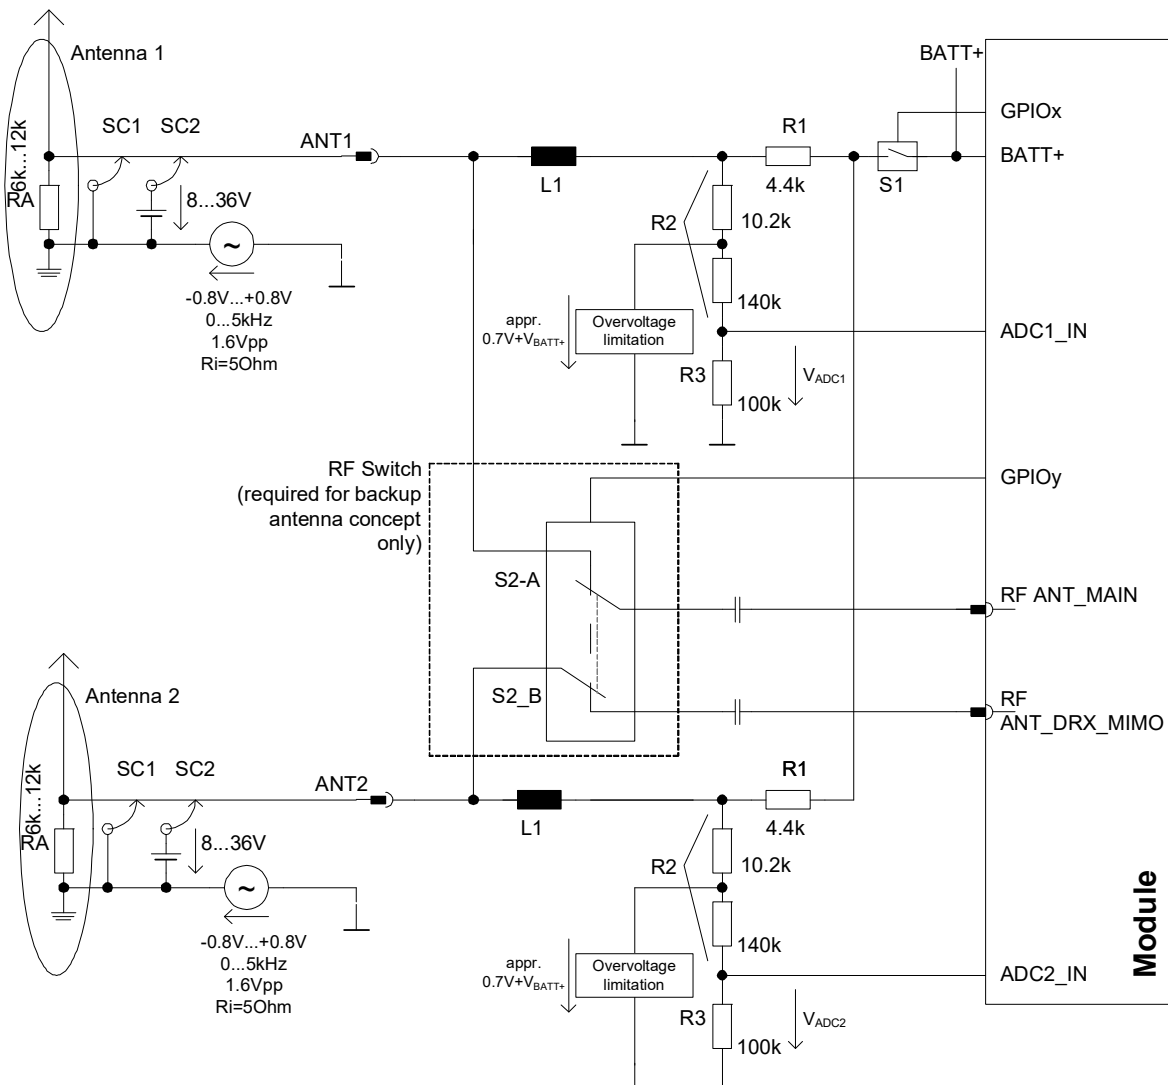 Antenna 1
SC1
SC2
ANT1
6k...12k
RA
8...36V
~
-0.8V...+0.8V
0...5kHz
1.6Vpp
Ri=5Ohm
L1
R1
4.4k
S1
BATT+
GPIOx
BATT+
R2
10.2k
140k
appr.
0.7V+VBATT+
Overvoltage
limitation
ADC1_IN
R3
100k
VADC1
RF Switch
(required for backup
antenna concept
only)
GPIOy
S2-A
RF ANT_MAIN
S2_B
RF
ANT_DRX_MIMO
Antenna 2
SC1
SC2
ANT2
6k...12k
RA
8...36V
~
-0.8V...+0.8V
0...5kHz
1.6Vpp
Ri=5Ohm
L1
R1
4.4k
R2
10.2k
140k
appr.
0.7V+VBATT+
Overvoltage
limitation
ADC2_IN
R3
100k
VADC2
Module